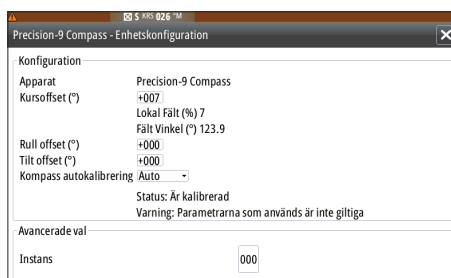 S KRS 026 °M
Precision-9 Compass - Enhetskonfiguration
Konfiguration
Apparat Precision-9 Compass
Kursoffset (°) +007
Lokal Fält (%) 7
Fält Vinkel (°) 123.9
Rull offset (°) +000
Tilt offset (°) +000
Kompass autokalibrering Auto
Status: Är kalibrerad
Varning: Parametrarna som används är inte giltiga
Avancerade val
Instans 000